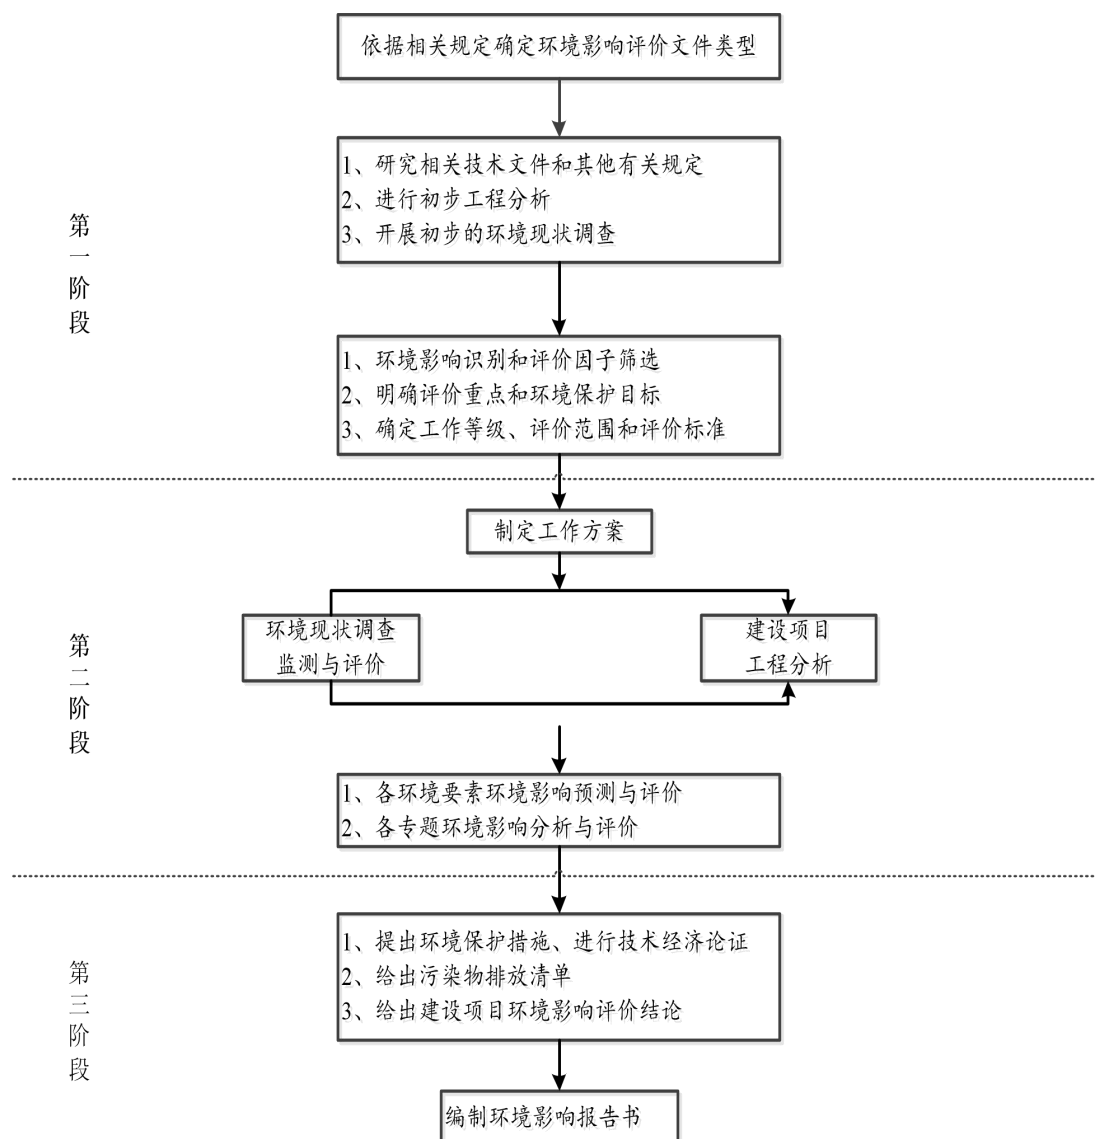 依据相关规定确定环境影响评价文件类型
1、研究相关技术文件和其他有关规定
2、进行初步工程分析
3、开展初步的环境现状调查
第一阶段
1、环境影响识别和评价因子筛选
2、明确评价重点和环境保护目标
3、确定工作等级、评价范围和评价标准
制定工作方案
环境现状调查
监测与评价
建设项目
工程分析
第二阶段
1、各环境要素环境影响预测与评价
2、各专题环境影响分析与评价
1、提出环境保护措施、进行技术经济论证
2、给出污染物排放清单
3、给出建设项目环境影响评价结论
第三阶段
编制环境影响报告书